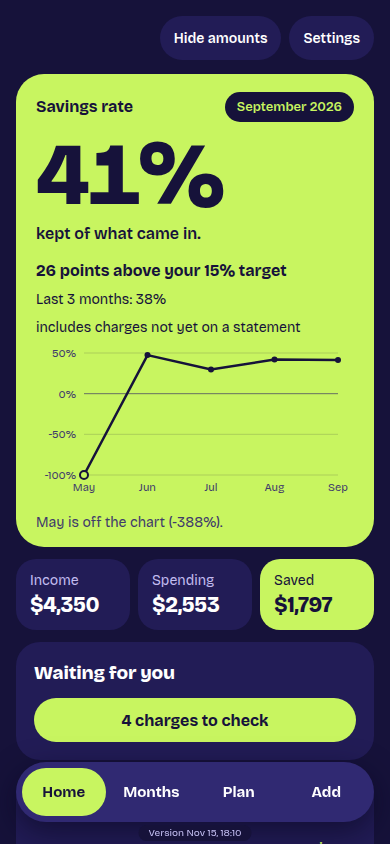 Hide amounts
Settings
Savings rate
September 2026
41%
kept of what came in.
26 points above your 15% target
Last 3 months: 38%
includes charges not yet on a statement
50%
0%
-50%
-100%
May Jun Jul Aug Sep
May is off the chart (-388%).
Income
$4,350
Spending
$2,553
Saved
$1,797
Waiting for you
4 charges to check
Home Months Plan Add
Version Nov 15, 18:10